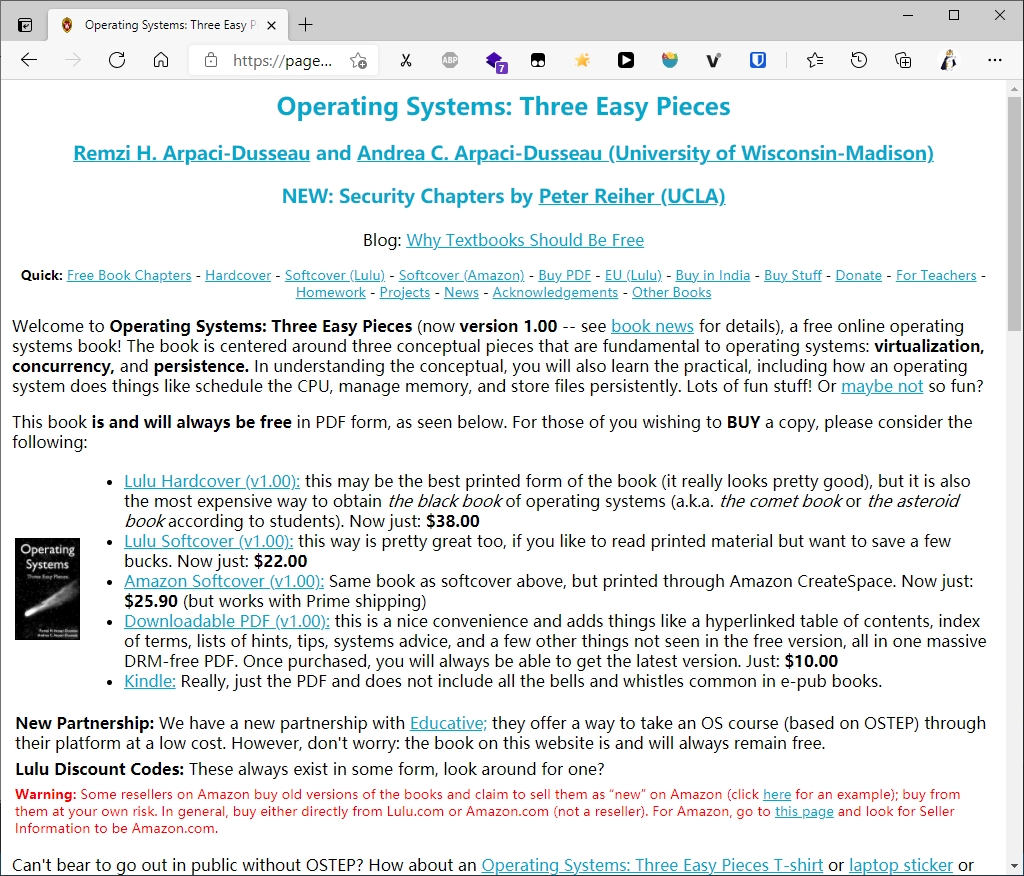 Operating Systems: Three Easy P
https://page...
ABP
7
Operating Systems: Three Easy Pieces
Remzi H. Arpaci-Dusseau and Andrea C. Arpaci-Dusseau (University of Wisconsin-Madison)
NEW: Security Chapters by Peter Reiher (UCLA)
Blog: Why Textbooks Should Be Free
Quick: Free Book Chapters - Hardcover - Softcover (Lulu) - Softcover (Amazon) - Buy PDF - EU (Lulu) - Buy in India - Buy Stuff - Donate - For Teachers -
Homework - Projects - News - Acknowledgements - Other Books
Welcome to Operating Systems: Three Easy Pieces (now version 1.00 -- see book news for details), a free online operating
systems book! The book is centered around three conceptual pieces that are fundamental to operating systems: virtualization,
concurrency, and persistence. In understanding the conceptual, you will also learn the practical, including how an operating
system does things like schedule the CPU, manage memory, and store files persistently. Lots of fun stuff! Or maybe not so fun?
This book is and will always be free in PDF form, as seen below. For those of you wishing to BUY a copy, please consider the
following:
Operating
Systems
Three Easy Pieces
• Lulu Hardcover (v1.00): this may be the best printed form of the book (it really looks pretty good), but it is also
the most expensive way to obtain the black book of operating systems (a.k.a. the comet book or the asteroid
book according to students). Now just: $38.00
• Lulu Softcover (v1.00): this way is pretty great too, if you like to read printed material but want to save a few
bucks. Now just: $22.00
• Amazon Softcover (v1.00): Same book as softcover above, but printed through Amazon CreateSpace. Now just:
$25.90 (but works with Prime shipping)
• Downloadable PDF (v1.00): this is a nice convenience and adds things like a hyperlinked table of contents, index
of terms, lists of hints, tips, systems advice, and a few other things not seen in the free version, all in one massive
DRM-free PDF. Once purchased, you will always be able to get the latest version. Just: $10.00
• Kindle: Really, just the PDF and does not include all the bells and whistles common in e-pub books.
New Partnership: We have a new partnership with Educative; they offer a way to take an OS course (based on OSTEP) through
their platform at a low cost. However, don't worry: the book on this website is and will always remain free.
Lulu Discount Codes: These always exist in some form, look around for one?
Warning: Some resellers on Amazon buy old versions of the books and claim to sell them as “new” on Amazon (click here for an example); buy from
them at your own risk. In general, buy either directly from Lulu.com or Amazon.com (not a reseller). For Amazon, go to this page and look for Seller
Information to be Amazon.com.
Can't bear to go out in public without OSTEP? How about an Operating Systems: Three Easy Pieces T-shirt or laptop sticker or